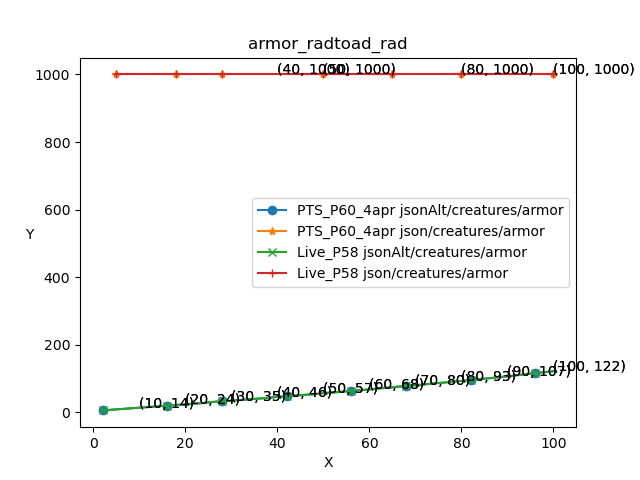 armor_radtoad_rad
1000
(40, 1000)
(50, 1000)
(80, 1000)
(100, 1000)
800
600
Y
PTS_P60_4apr jsonAlt/creatures/armor
PTS_P60_4apr json/creatures/armor
Live_P58 jsonAlt/creatures/armor
Live_P58 json/creatures/armor
400
200
0
(10, 14)
(20, 24)
(30, 35)
(40, 46)
(50, 57)
(60, 68)
(70, 80)
(80, 93)
(90, 107)
(100, 122)
0 20 40 60 80 100
X